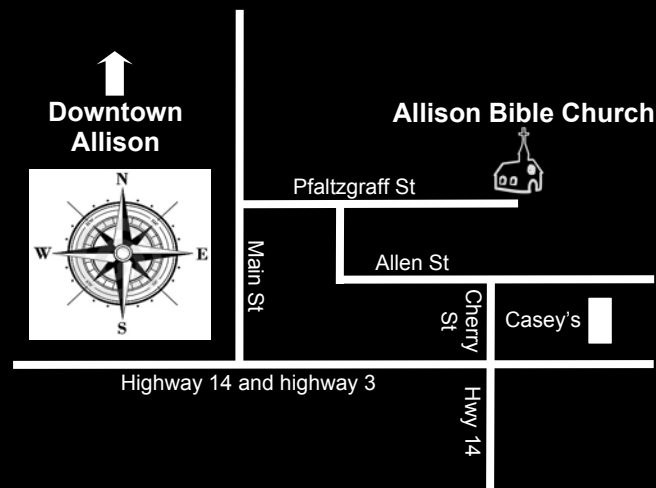 Downtown
Allison
N
W
E
S
Allison Bible Church
Pfaltzgraff St
Main St
Allen St
Cherry
St
Casey's
Highway 14 and highway 3
Hwy 14